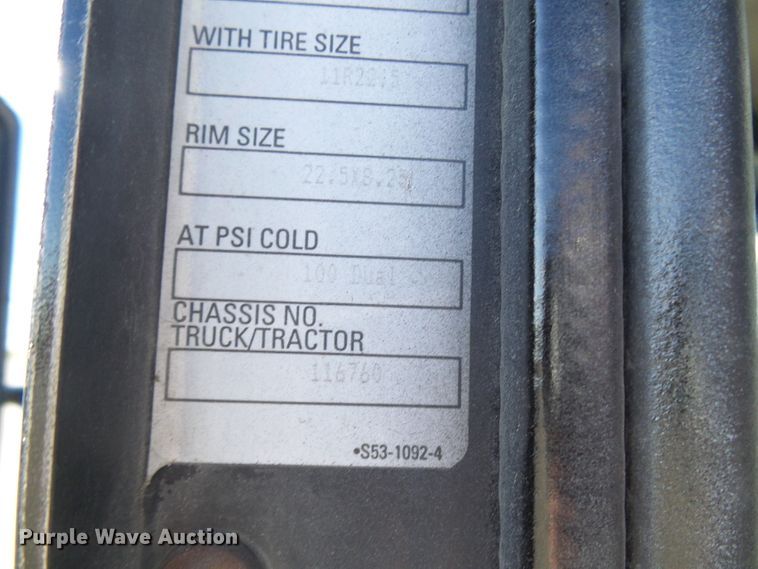 WITH TIRE SIZE
11R22.5
RIM SIZE
22.5X8.25
AT PSI COLD
100 Dual
CHASSIS NO.
TRUCK/TRACTOR
116760
•S53-1092-4
Purple Wave Auction